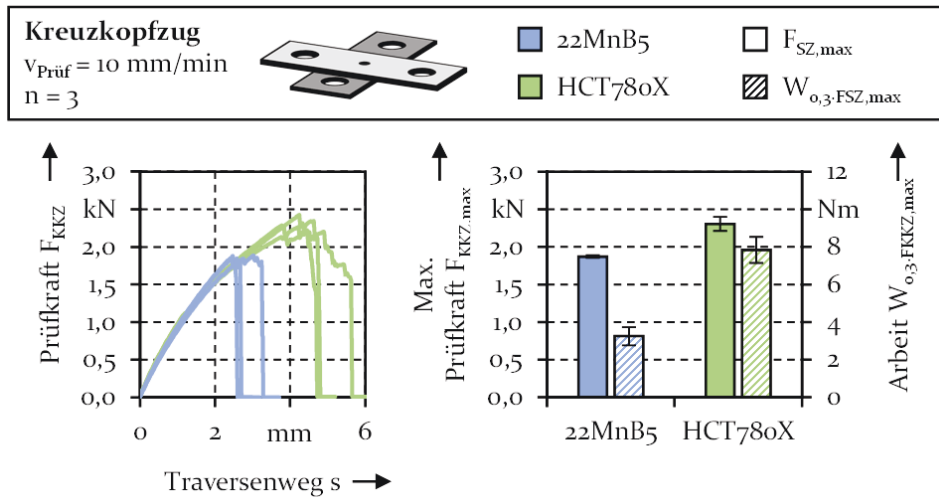 Kreuzkopfzug
vPrüf = 10 mm/min
n = 3
22MnB5
HCT780X
FSZ,max
W0,3·FSZ,max
Prüfkraft FKKZ
3,0
kN
2,0
1,5
1,0
0,5
0,0
0 2 mm 6
Traversenweg s
Max.
Prüfkraft FKKZ,max
3,0
kN
2,0
1,5
1,0
0,5
0,0
22MnB5 HCT780X
12
Nm
8
6
4
2
0
Arbeit W0,3·FKKZ,max